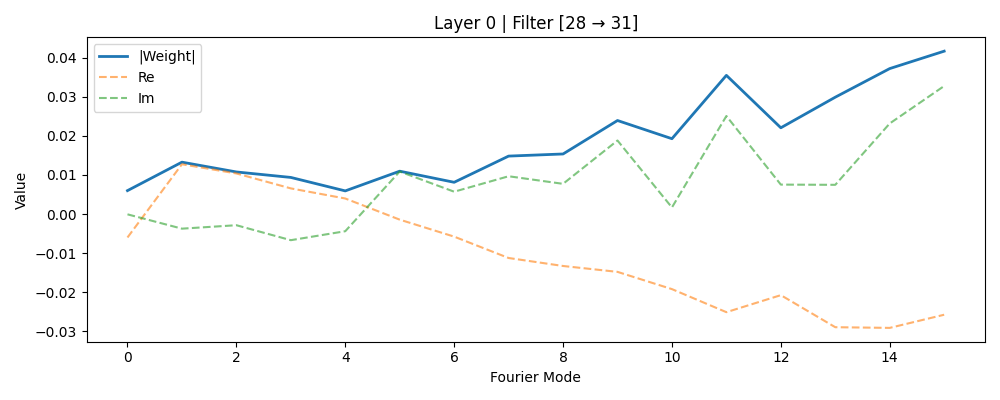 Layer 0 | Filter [28 → 31]
|Weight|
Re
Im
0.04
0.03
0.02
0.01
0.00
−0.01
−0.02
−0.03
Value
0 2 4 6 8 10 12 14
Fourier Mode